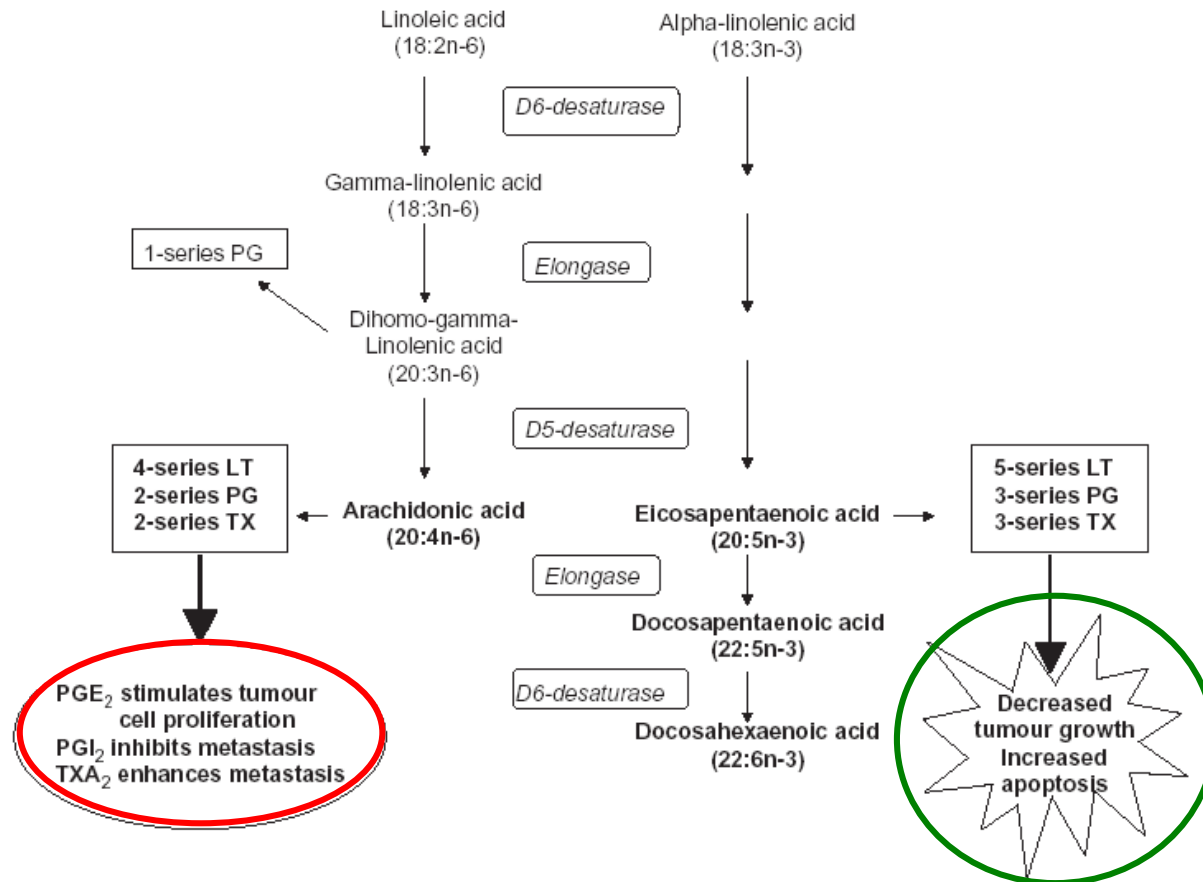 Linoleic acid
(18:2n-6)
Alpha-linolenic acid
(18:3n-3)
D6-desaturase
Gamma-linolenic acid
(18:3n-6)
1-series PG
Elongase
Dihomo-gamma-
Linolenic acid
(20:3n-6)
D5-desaturase
4-series LT
2-series PG
2-series TX
Arachidonic acid
(20:4n-6)
Eicosapentaenoic acid
(20:5n-3)
5-series LT
3-series PG
3-series TX
Elongase
Docosapentaenoic acid
(22:5n-3)
D6-desaturase
Docosahexaenoic acid
(22:6n-3)
PGE2 stimulates tumour
cell proliferation
PGI2 inhibits metastasis
TXA2 enhances metastasis
Decreased
tumour growth
Increased
apoptosis